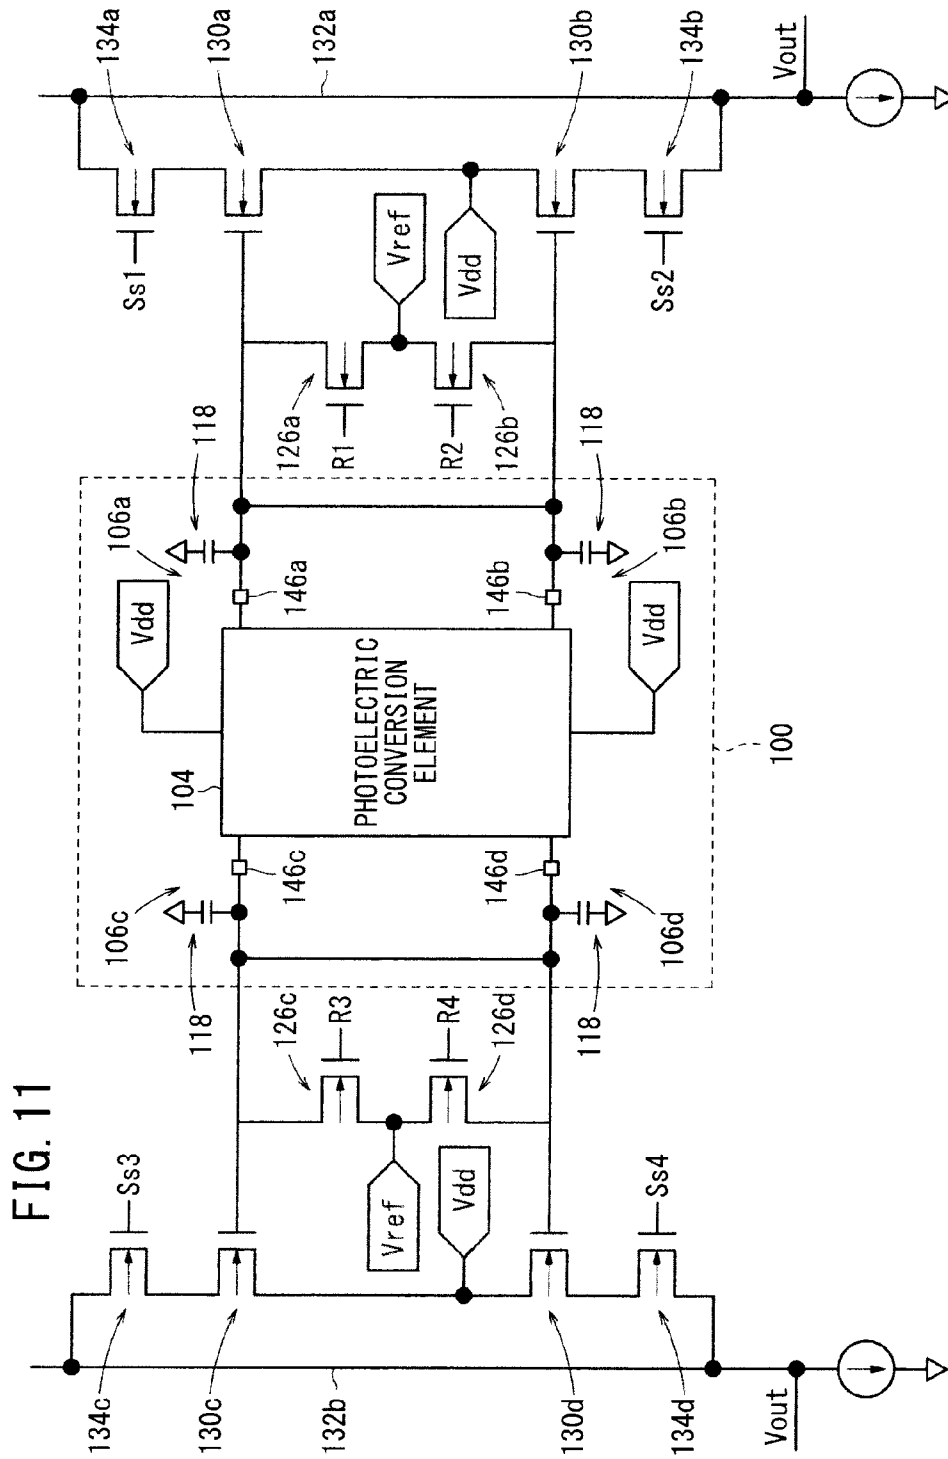 FIG. 11
134a
130a
132a
130b
134b
Vout
Ss1
Vref
Vdd
Ss2
126a
R1
R2
126b
118
118
106a
106b
Vdd
146a
146b
Vdd
104
PHOTOELECTRIC
CONVERSION
ELEMENT
100
146c
146d
106c
106d
118
118
126c
R3
R4
126d
Ss3
Vref
Vdd
Ss4
134c
130c
132b
130d
134d
Vout